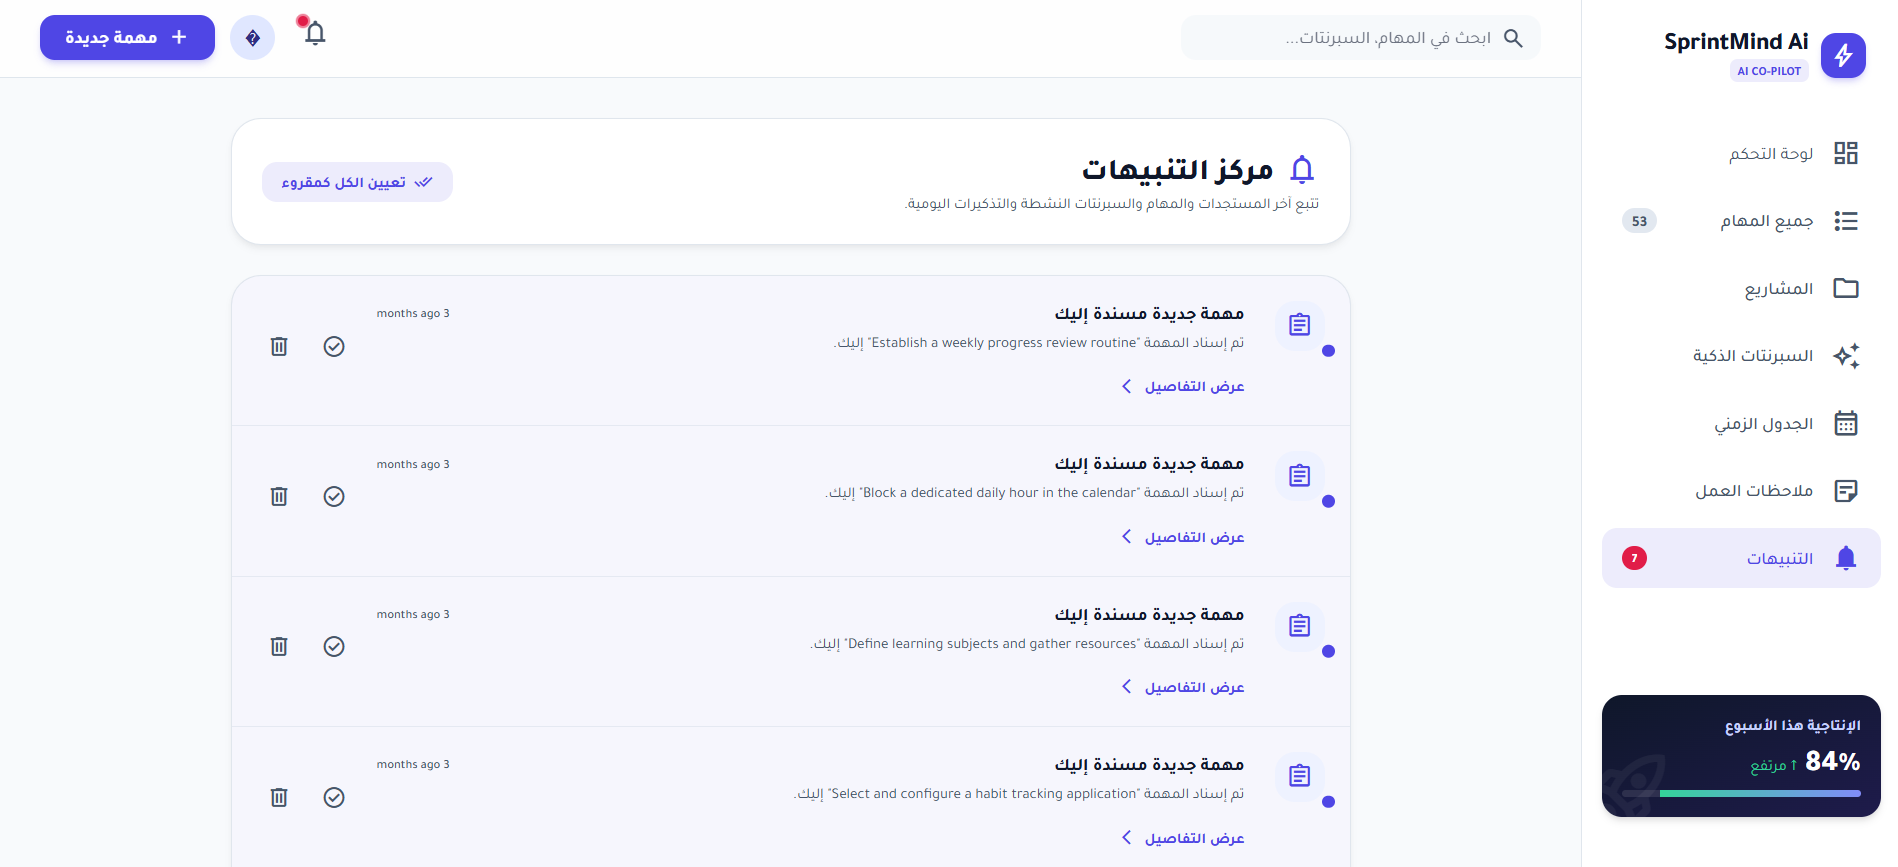 SprintMind Ai
AI CO-PILOT
لوحة التحكم
جميع المهام
53
المشاريع
السبرنتات الذكية
الجدول الزمني
ملاحظات العمل
التنبيهات
7
الإنتاجية هذا الأسبوع
84% ↑ مرتفع
ابحث في المهام، السبرنتات...
+ مهمة جديدة
مركز التنبيهات
تتبع آخر المستجدات والمهام والسبرنتات النشطة والتذكيرات اليومية.
تعيين الكل كمقروء
مهمة جديدة مسندة إليك
months ago 3
تم إسناد المهمة "Establish a weekly progress review routine" إليك.
عرض التفاصيل
مهمة جديدة مسندة إليك
months ago 3
تم إسناد المهمة "Block a dedicated daily hour in the calendar" إليك.
عرض التفاصيل
مهمة جديدة مسندة إليك
months ago 3
تم إسناد المهمة "Define learning subjects and gather resources" إليك.
عرض التفاصيل
مهمة جديدة مسندة إليك
months ago 3
تم إسناد المهمة "Select and configure a habit tracking application" إليك.
عرض التفاصيل